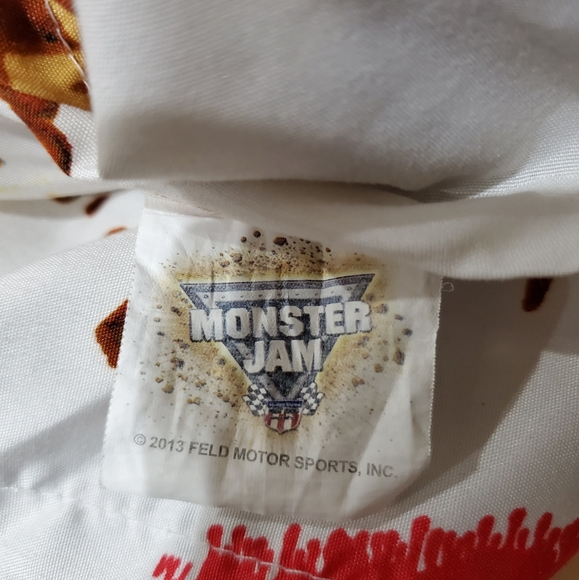 MONSTER
JAM
© 2013 FELD MOTOR SPORTS, INC.